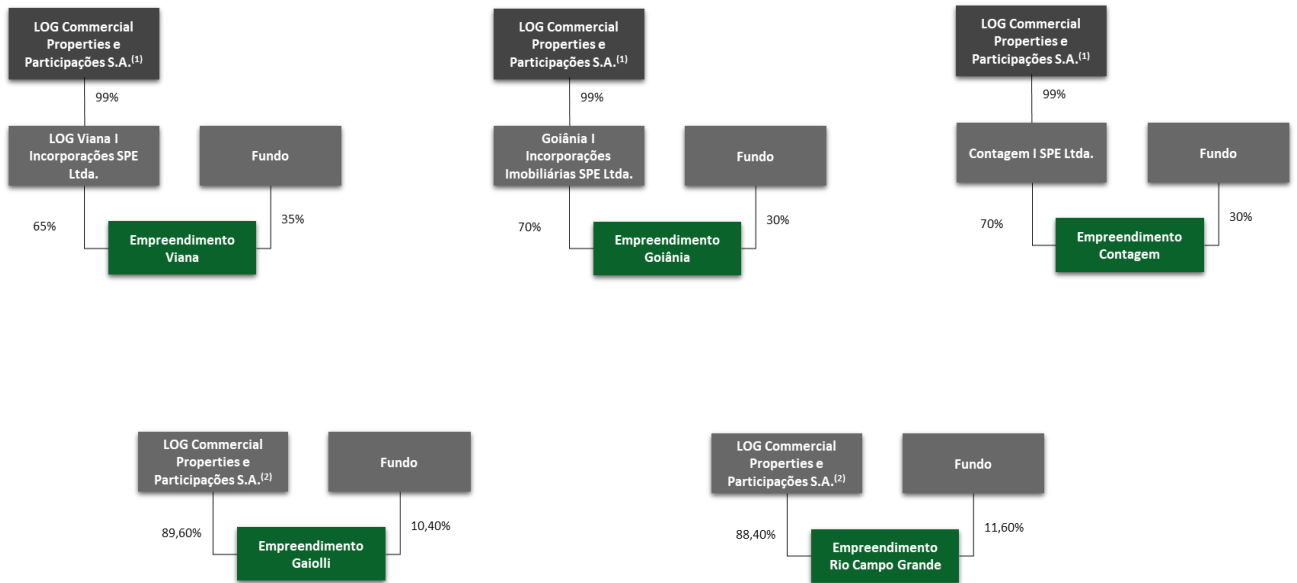 LOG Commercial
Properties e
Participações S.A.(1)
99%
LOG Viana I
Incorporações SPE
Ltda.
Fundo
65%
35%
Empreendimento
Viana
LOG Commercial
Properties e
Participações S.A.(1)
99%
Goiânia I
Incorporações
Imobiliárias SPE Ltda.
Fundo
70%
30%
Empreendimento
Goiânia
LOG Commercial
Properties e
Participações S.A.(1)
99%
Contagem I SPE Ltda.
Fundo
70%
30%
Empreendimento
Contagem
LOG Commercial
Properties e
Participações S.A.(2)
Fundo
89,60%
10,40%
Empreendimento
Gaiolli
LOG Commercial
Properties e
Participações S.A.(2)
Fundo
88,40%
11,60%
Empreendimento
Rio Campo Grande